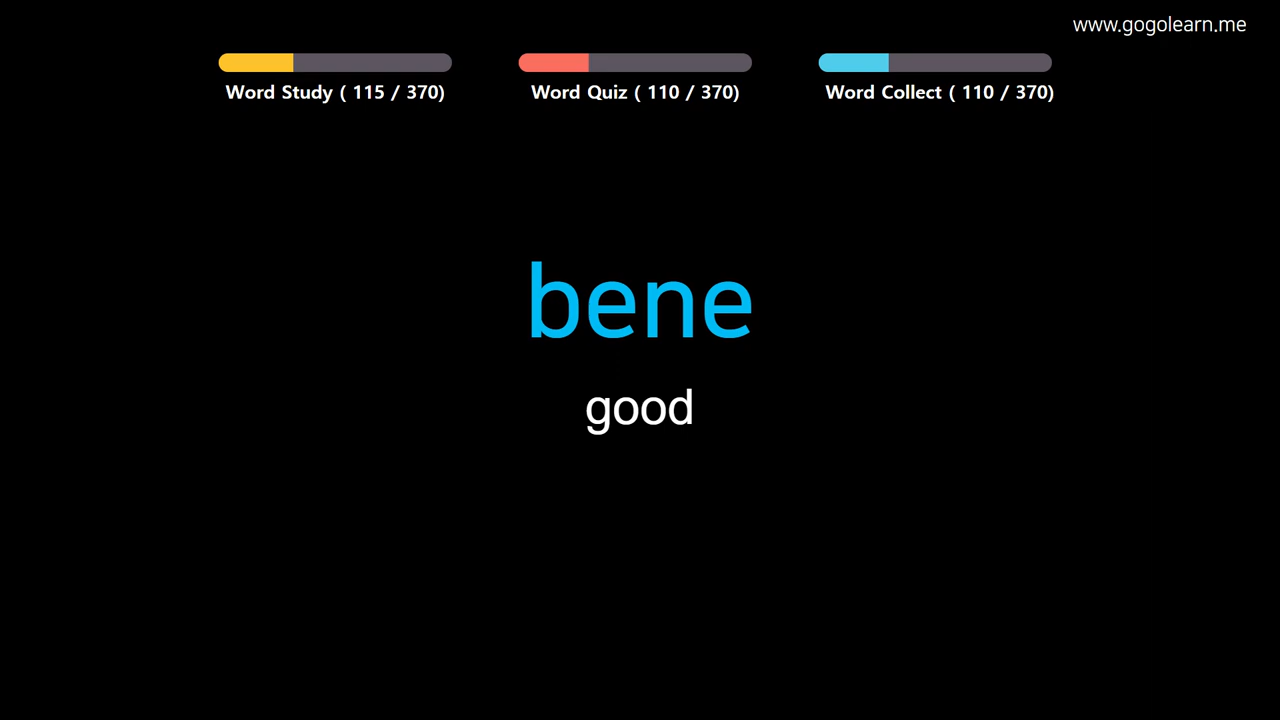 www.gogolearn.me
Word Study ( 115 / 370)
Word Quiz ( 110 / 370)
Word Collect ( 110 / 370)
bene
good